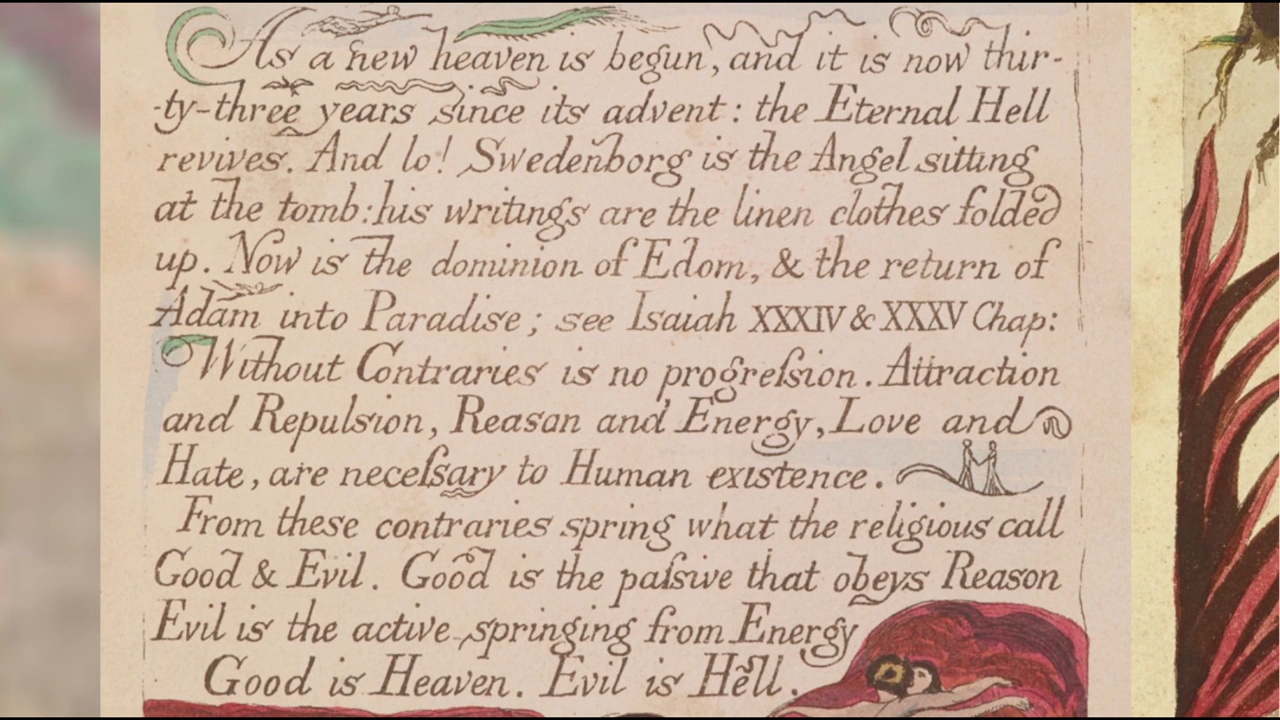 As a new heaven is begun, and it is now thir-
-ty-three years since its advent: the Eternal Hell
revives. And lo! Swedenborg is the Angel sitting
at the tomb: his writings are the linen clothes folded
up. Now is the dominion of Edom, & the return of
Adam into Paradise; see Isaiah XXXIV & XXXV Chap:
Without Contraries is no progreſsion. Attraction
and Repulsion, Reason and Energy, Love and
Hate, are neceſsary to Human existence.
From these contraries spring what the religious call
Good & Evil. Good is the paſsive that obeys Reason
Evil is the active springing from Energy
Good is Heaven. Evil is Hell.